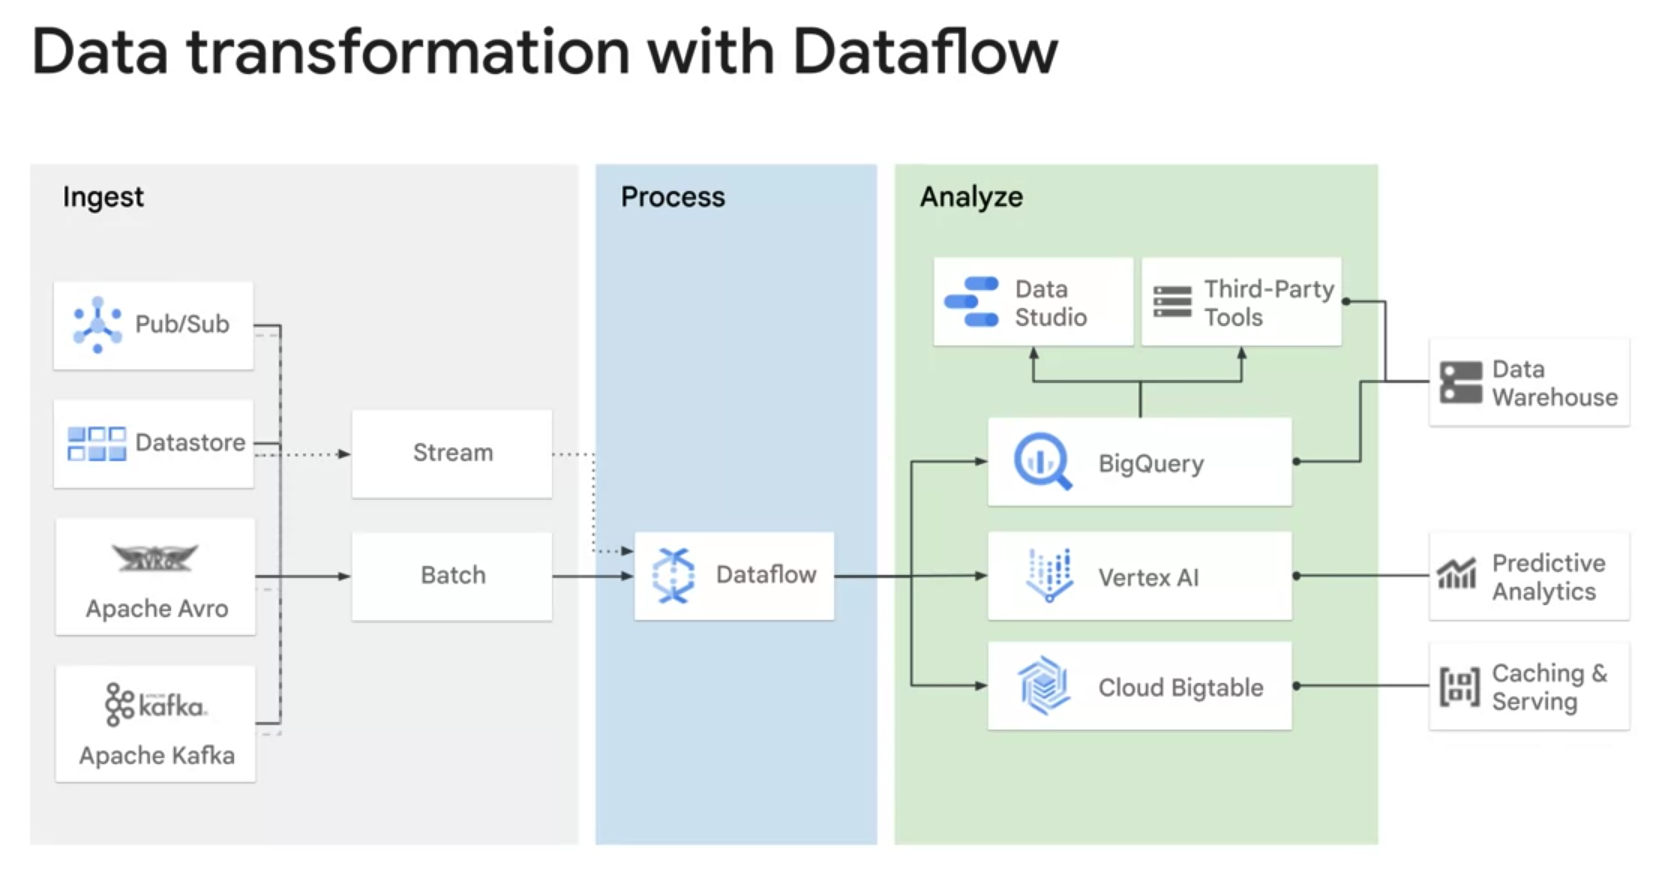 Data transformation with Dataflow
Ingest
Pub/Sub
Datastore
AVRO
Apache Avro
APACHE
kafka.
Apache Kafka
Stream
Batch
Process
Dataflow
Analyze
Data
Studio
Third-Party
Tools
BigQuery
Vertex AI
Cloud Bigtable
Data
Warehouse
Predictive
Analytics
Caching &
Serving